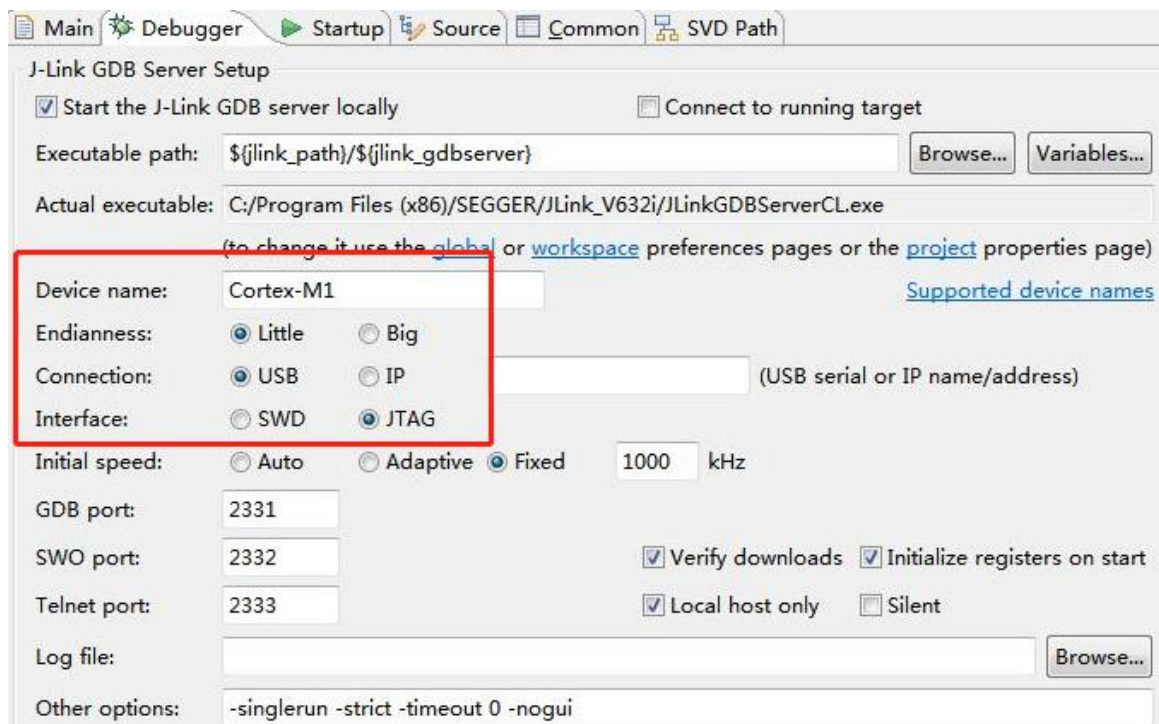 Main Debugger Startup Source Common SVD Path
J-Link GDB Server Setup
Start the J-Link GDB server locally Connect to running target
Executable path: ${jlink_path}/${jlink_gdbserver} Browse... Variables...
Actual executable: C:/Program Files (x86)/SEGGER/JLink_V632i/JLinkGDBServerCL.exe
(to change it use the global or workspace preferences pages or the project properties page)
Device name: Cortex-M1 Supported device names
Endianness: Little Big
Connection: USB IP (USB serial or IP name/address)
Interface: SWD JTAG
Initial speed: Auto Adaptive Fixed 1000 kHz
GDB port: 2331
SWO port: 2332 Verify downloads Initialize registers on start
Telnet port: 2333 Local host only Silent
Log file: Browse...
Other options: -singlerun -strict -timeout 0 -nogui